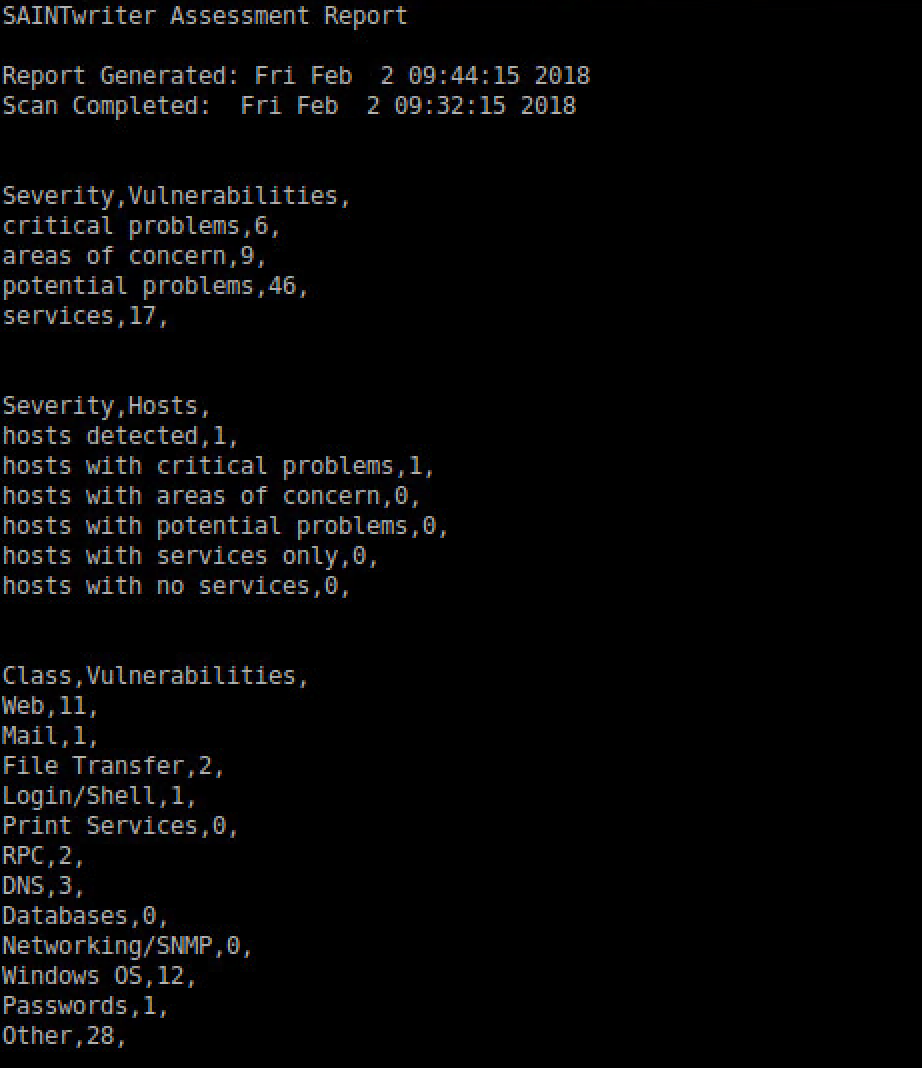 SAINTwriter Assessment Report
Report Generated: Fri Feb  2 09:44:15 2018
Scan Completed:  Fri Feb  2 09:32:15 2018
Severity,Vulnerabilities,
critical problems,6,
areas of concern,9,
potential problems,46,
services,17,
Severity,Hosts,
hosts detected,1,
hosts with critical problems,1,
hosts with areas of concern,0,
hosts with potential problems,0,
hosts with services only,0,
hosts with no services,0,
Class,Vulnerabilities,
Web,11,
Mail,1,
File Transfer,2,
Login/Shell,1,
Print Services,0,
RPC,2,
DNS,3,
Databases,0,
Networking/SNMP,0,
Windows OS,12,
Passwords,1,
Other,28,